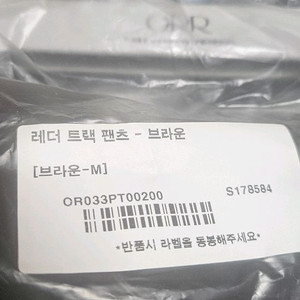 레더 트랙 팬츠 - 브라운
[브라운-M]
OR033PT00200 S178584
*반품시 라벨을 동봉해주세요*